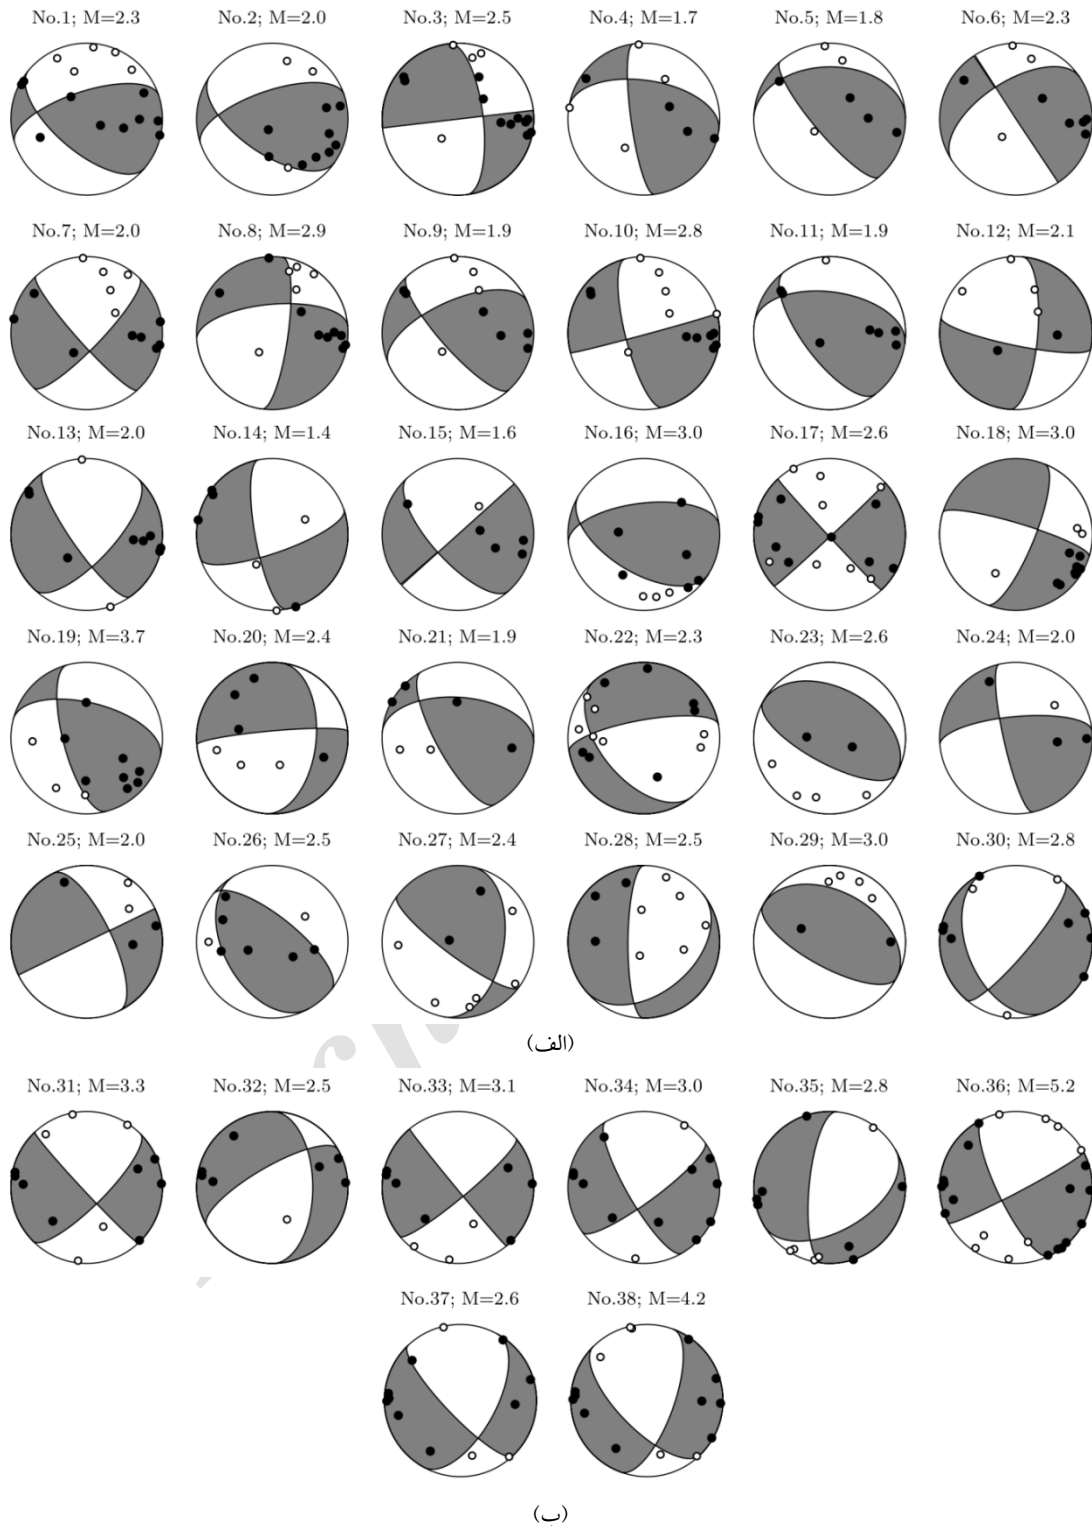 No.1; M=2.3 No.2; M=2.0 No.3; M=2.5 No.4; M=1.7 No.5; M=1.8 No.6; M=2.3
No.7; M=2.0 No.8; M=2.9 No.9; M=1.9 No.10; M=2.8 No.11; M=1.9 No.12; M=2.1
No.13; M=2.0 No.14; M=1.4 No.15; M=1.6 No.16; M=3.0 No.17; M=2.6 No.18; M=3.0
No.19; M=3.7 No.20; M=2.4 No.21; M=1.9 No.22; M=2.3 No.23; M=2.6 No.24; M=2.0
No.25; M=2.0 No.26; M=2.5 No.27; M=2.4 No.28; M=2.5 No.29; M=3.0 No.30; M=2.8
(الف)
No.31; M=3.3 No.32; M=2.5 No.33; M=3.1 No.34; M=3.0 No.35; M=2.8 No.36; M=5.2
No.37; M=2.6 No.38; M=4.2
(ب)